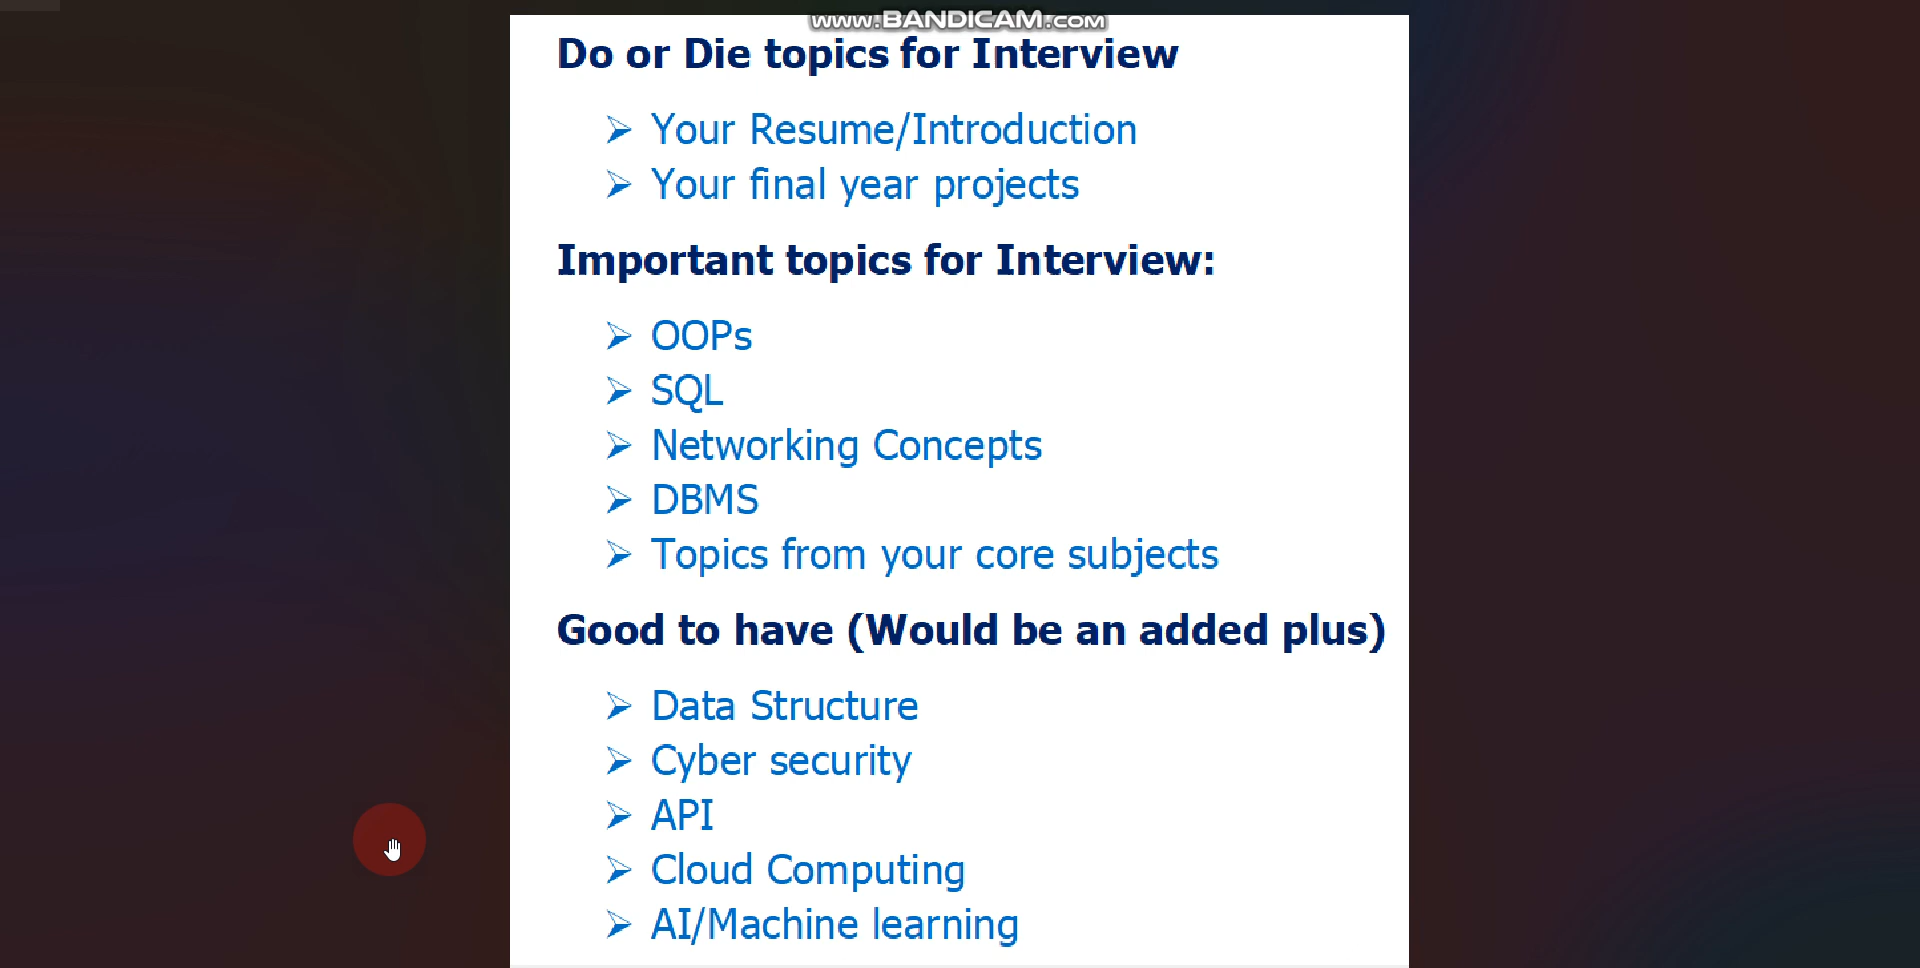 www.BANDICAM.com
Do or Die topics for Interview
Your Resume/Introduction
Your final year projects
Important topics for Interview:
OOPs
SQL
Networking Concepts
DBMS
Topics from your core subjects
Good to have (Would be an added plus)
Data Structure
Cyber security
API
Cloud Computing
AI/Machine learning